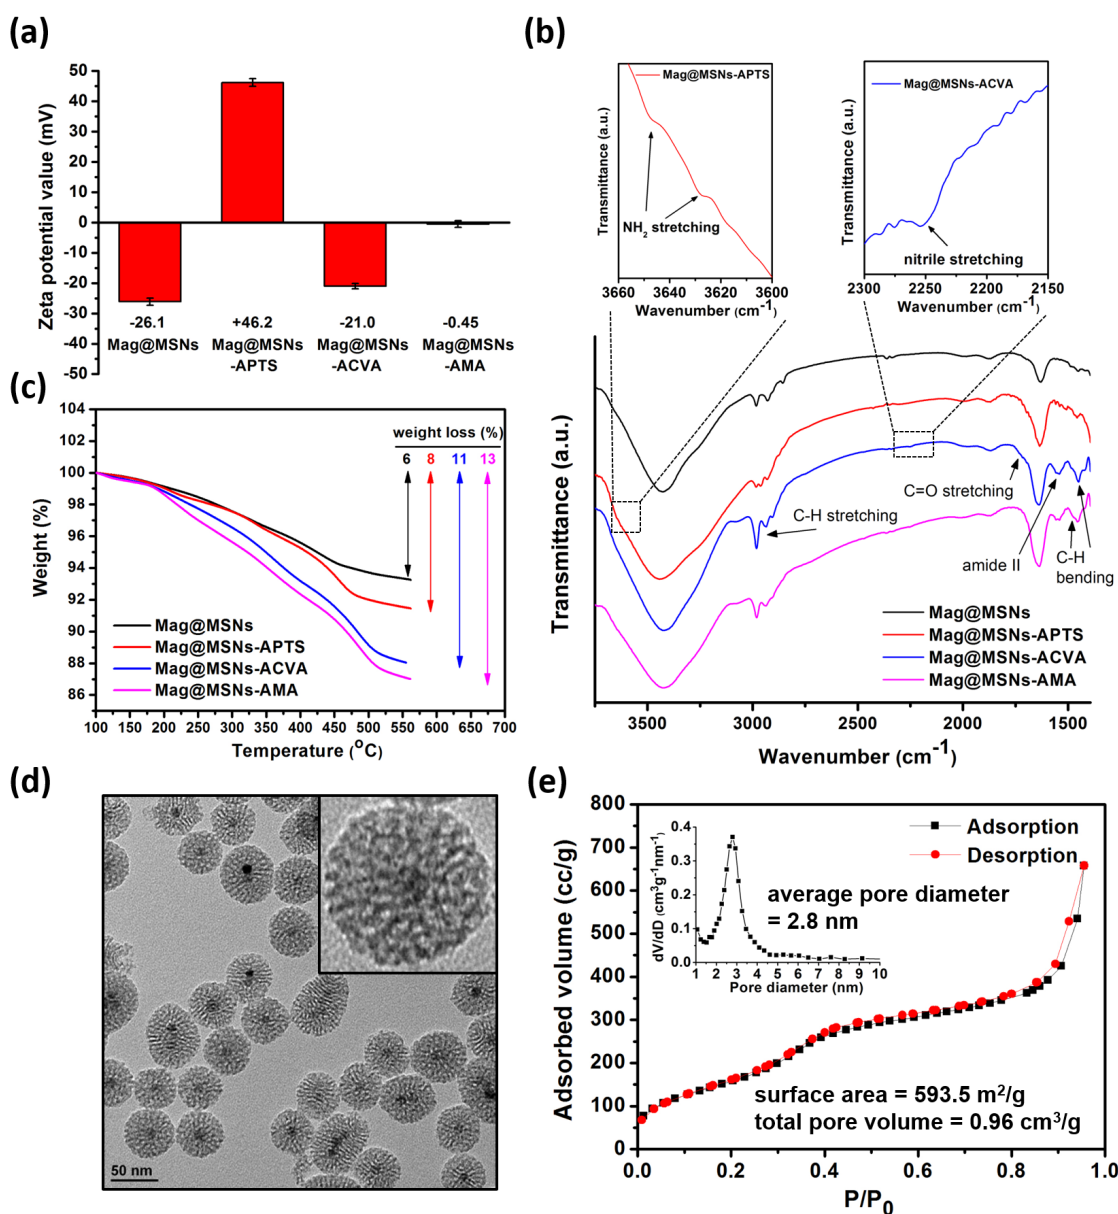 (a)
50
40
30
20
10
0
-10
-20
-30
-40
-50
Zeta potential value (mV)
-26.1
Mag@MSNs
+46.2
Mag@MSNs
-APTS
-21.0
Mag@MSNs
-ACVA
-0.45
Mag@MSNs
-AMA
(b)
Mag@MSNs-APTS
Transmittance (a.u.)
NH2 stretching
3660 3640 3620 3600
Wavenumber (cm-1)
Mag@MSNs-ACVA
Transmittance (a.u.)
nitrile stretching
2300 2250 2200 2150
Wavenumber (cm-1)
Transmittance (a.u.)
C-H stretching
C=O stretching
amide II
C-H
bending
Mag@MSNs
Mag@MSNs-APTS
Mag@MSNs-ACVA
Mag@MSNs-AMA
3500 3000 2500 2000 1500
Wavenumber (cm-1)
(c)
104
102
100
98
96
94
92
90
88
86
Weight (%)
weight loss (%)
6 8 11 13
Mag@MSNs
Mag@MSNs-APTS
Mag@MSNs-ACVA
Mag@MSNs-AMA
100 150 200 250 300 350 400 450 500 550 600 650 700
Temperature (oC)
(d)
50 nm
(e)
800
700
600
500
400
300
200
100
0
Adsorbed volume (cc/g)
Adsorption
Desorption
0.4
0.3
0.2
0.1
0.0
dV/dD (cm3g-1nm-1)
1 2 3 4 5 6 7 8 9 10
Pore diameter (nm)
average pore diameter
= 2.8 nm
surface area = 593.5 m2/g
total pore volume = 0.96 cm3/g
0.0 0.2 0.4 0.6 0.8 1.0
P/P0